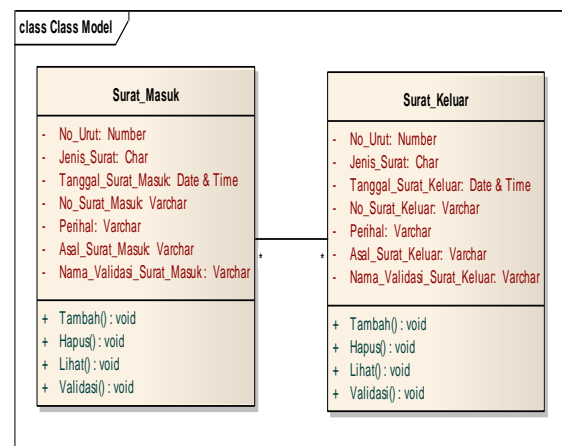 class Class Model
Surat_Masuk
- No_Urut: Number
- Jenis_Surat: Char
- Tanggal_Surat_Masuk: Date & Time
- No_Surat_Masuk: Varchar
- Perihal: Varchar
- Asal_Surat_Masuk: Varchar
- Nama_Validasi_Surat_Masuk: Varchar
+ Tambah() : void
+ Hapus() : void
+ Lihat() : void
+ Validasi() : void
* *
Surat_Keluar
- No_Urut: Number
- Jenis_Surat: Char
- Tanggal_Surat_Keluar: Date & Time
- No_Surat_Keluar: Varchar
- Perihal: Varchar
- Asal_Surat_Keluar: Varchar
- Nama_Validasi_Surat_Keluar: Varchar
+ Tambah() : void
+ Hapus() : void
+ Lihat() : void
+ Validasi() : void